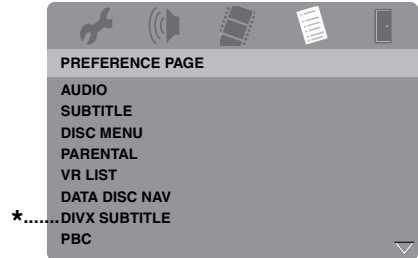 PREFERENCE PAGE
AUDIO
SUBTITLE
DISC MENU
PARENTAL
VR LIST
DATA DISC NAV
*.......DIVX SUBTITLE
PBC